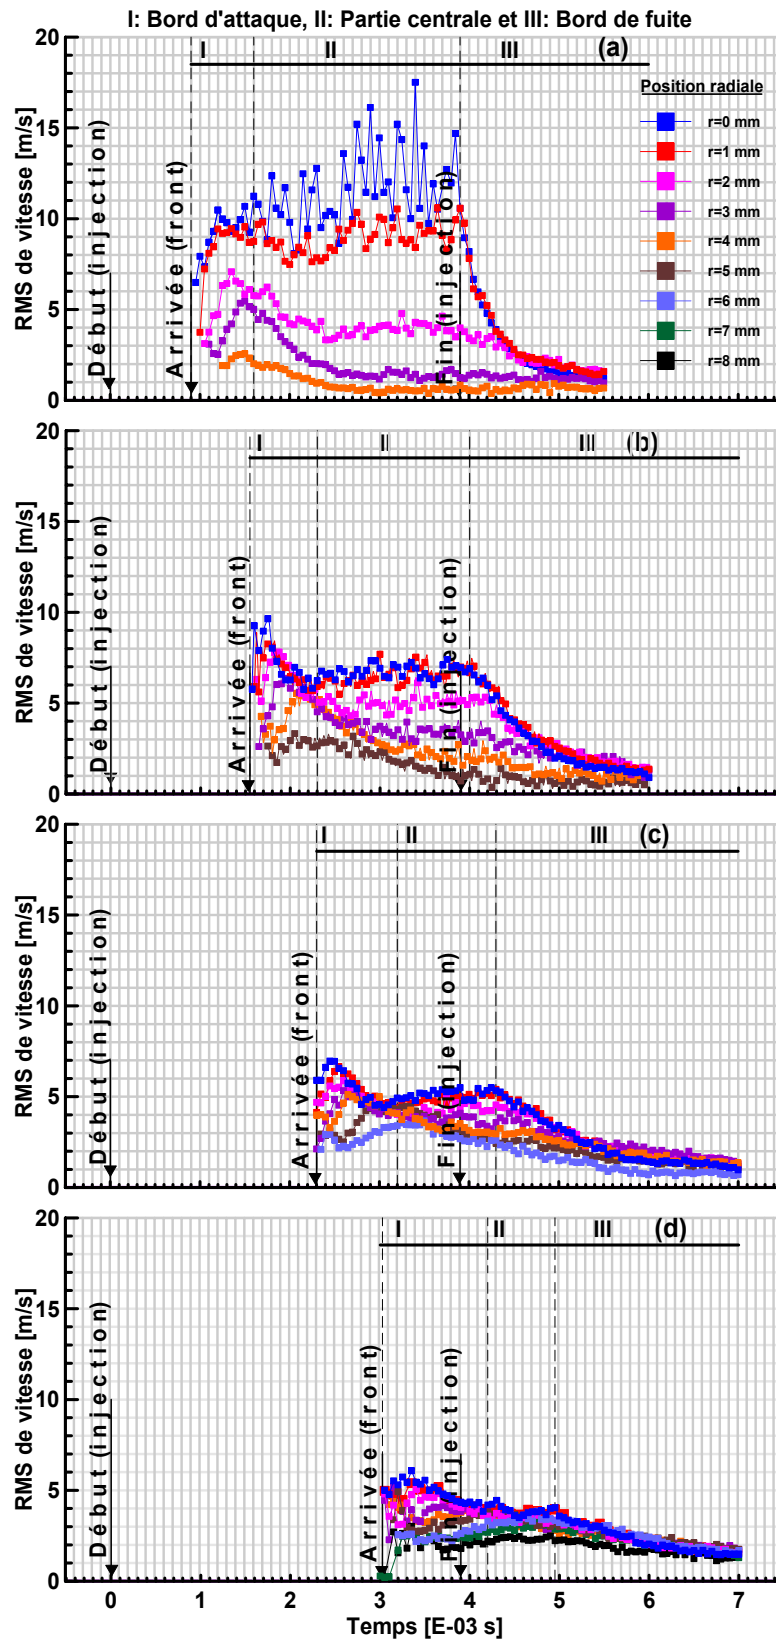 I: Bord d'attaque, II: Partie centrale et III: Bord de fuite
20
15
10
5
0
RMS de vitesse [m/s]
I
II
III
(a)
Début (injection)
Arrivée (front)
Fin (injection)
Position radiale
r=0 mm
r=1 mm
r=2 mm
r=3 mm
r=4 mm
r=5 mm
r=6 mm
r=7 mm
r=8 mm
20
15
10
5
0
RMS de vitesse [m/s]
I
II
III
(b)
Début (injection)
Arrivée (front)
Fin (injection)
20
15
10
5
0
RMS de vitesse [m/s]
I
II
III
(c)
Début (injection)
Arrivée (front)
Fin (injection)
20
15
10
5
0
RMS de vitesse [m/s]
I
II
III
(d)
Début (injection)
Arrivée (front)
Fin (injection)
0 1 2 3 4 5 6 7
Temps [E-03 s]